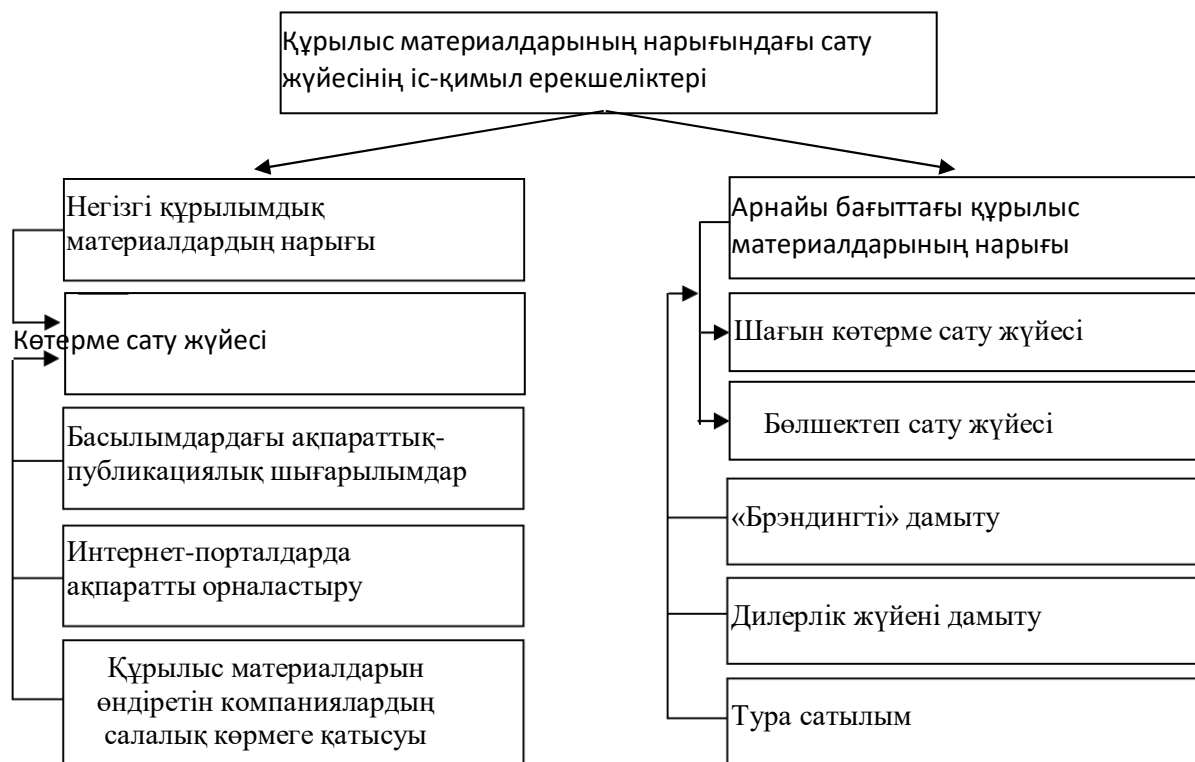 Құрылыс материалдарының нарығындағы сату
жүйесінің іс-қимыл ерекшеліктері
Негізгі құрылымдық
материалдардың нарығы
Көтерме сату жүйесі
Басылымдардағы ақпараттық-
публикациялық шығарылымдар
Интернет-порталдарда
ақпаратты орналастыру
Құрылыс материалдарын
өндіретін компаниялардың
салалық көрмеге қатысуы
Арнайы бағыттағы құрылыс
материалдарының нарығы
Шағын көтерме сату жүйесі
Бөлшектеп сату жүйесі
«Брэндингті» дамыту
Дилерлік жүйені дамыту
Тура сатылым